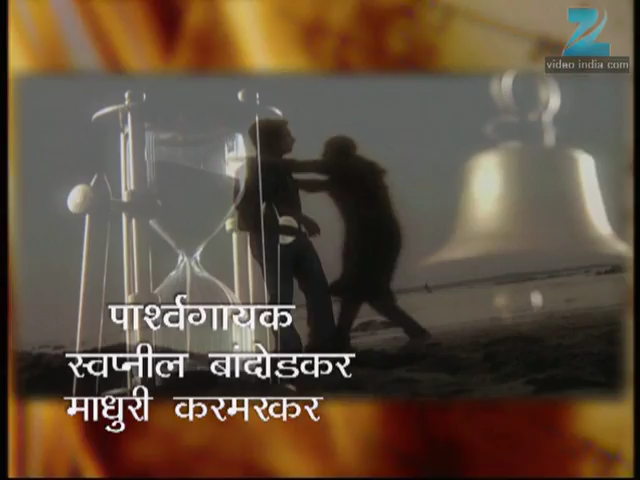 Z
video india com
पार्श्वगायक
स्वप्नील बांदोडकर
माधुरी करमरकर